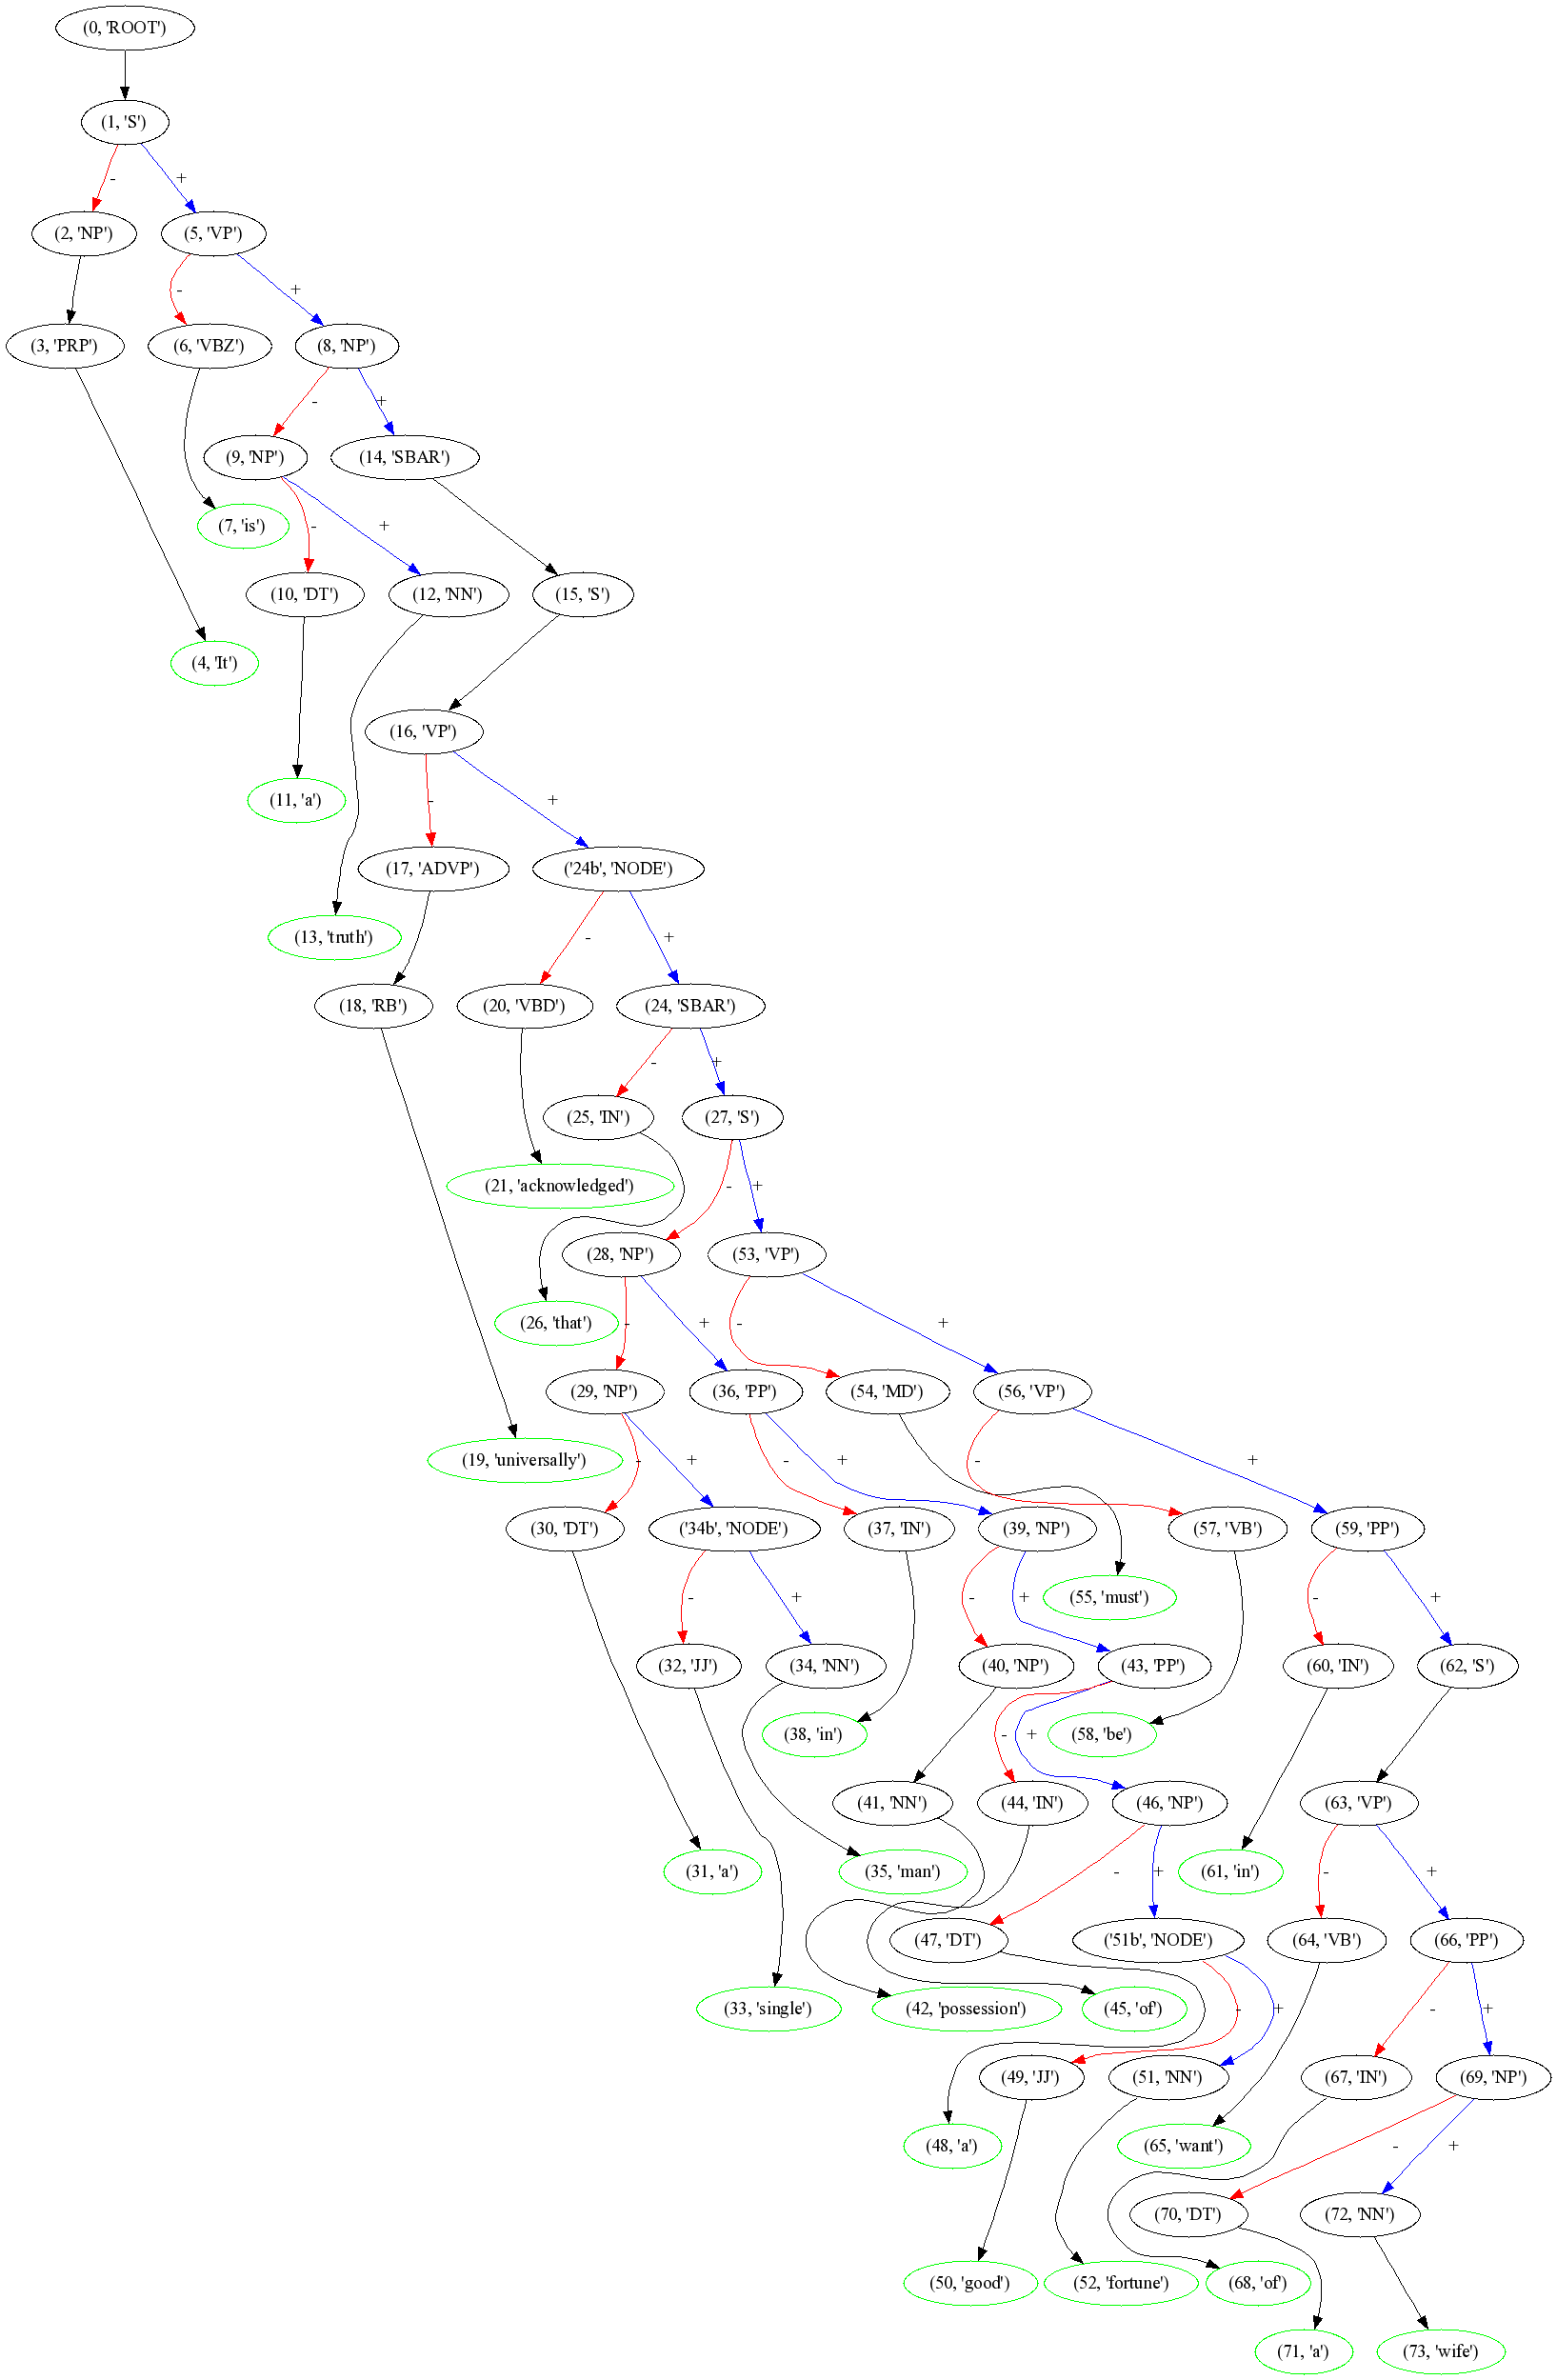 (0, 'ROOT')
(1, 'S')
- +
(2, 'NP') (5, 'VP')
- +
(3, 'PRP') (6, 'VBZ') (8, 'NP')
- +
(9, 'NP') (14, 'SBAR')
(7, 'is') - +
(10, 'DT') (12, 'NN') (15, 'S')
(4, 'It')
(16, 'VP')
(11, 'a') - +
(17, 'ADVP') ('24b', 'NODE')
(13, 'truth') - +
(18, 'RB') (20, 'VBD') (24, 'SBAR')
- +
(25, 'IN') (27, 'S')
(21, 'acknowledged') - +
(28, 'NP') (53, 'VP')
(26, 'that') - + - +
(29, 'NP') (36, 'PP') (54, 'MD') (56, 'VP')
(19, 'universally') - + - + - +
(30, 'DT') ('34b', 'NODE') (37, 'IN') (39, 'NP') (57, 'VB') (59, 'PP')
- + - + (55, 'must') - +
(32, 'JJ') (34, 'NN') (40, 'NP') (43, 'PP') (60, 'IN') (62, 'S')
(38, 'in') - + (58, 'be')
(41, 'NN') (44, 'IN') (46, 'NP') (63, 'VP')
(31, 'a') (35, 'man') - + (61, 'in') - +
(47, 'DT') ('51b', 'NODE') (64, 'VB') (66, 'PP')
(33, 'single') (42, 'possession') (45, 'of') - + - +
(49, 'JJ') (51, 'NN') (67, 'IN') (69, 'NP')
(48, 'a') (65, 'want') - +
(70, 'DT') (72, 'NN')
(50, 'good') (52, 'fortune') (68, 'of')
(71, 'a') (73, 'wife')